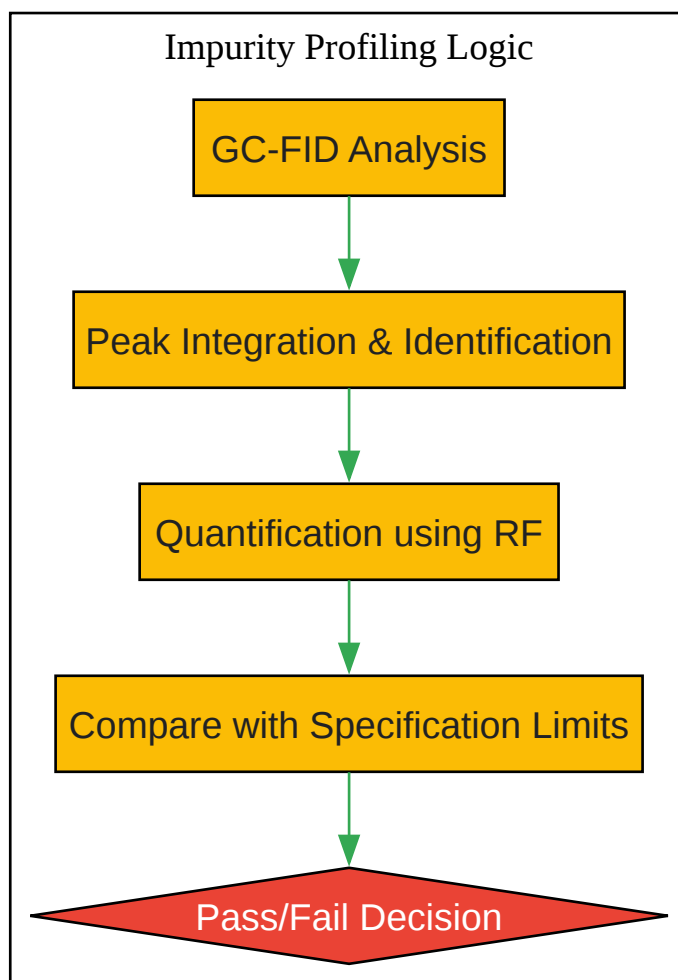 Impurity Profiling Logic
GC-FID Analysis
Peak Integration & Identification
Quantification using RF
Compare with Specification Limits
Pass/Fail Decision